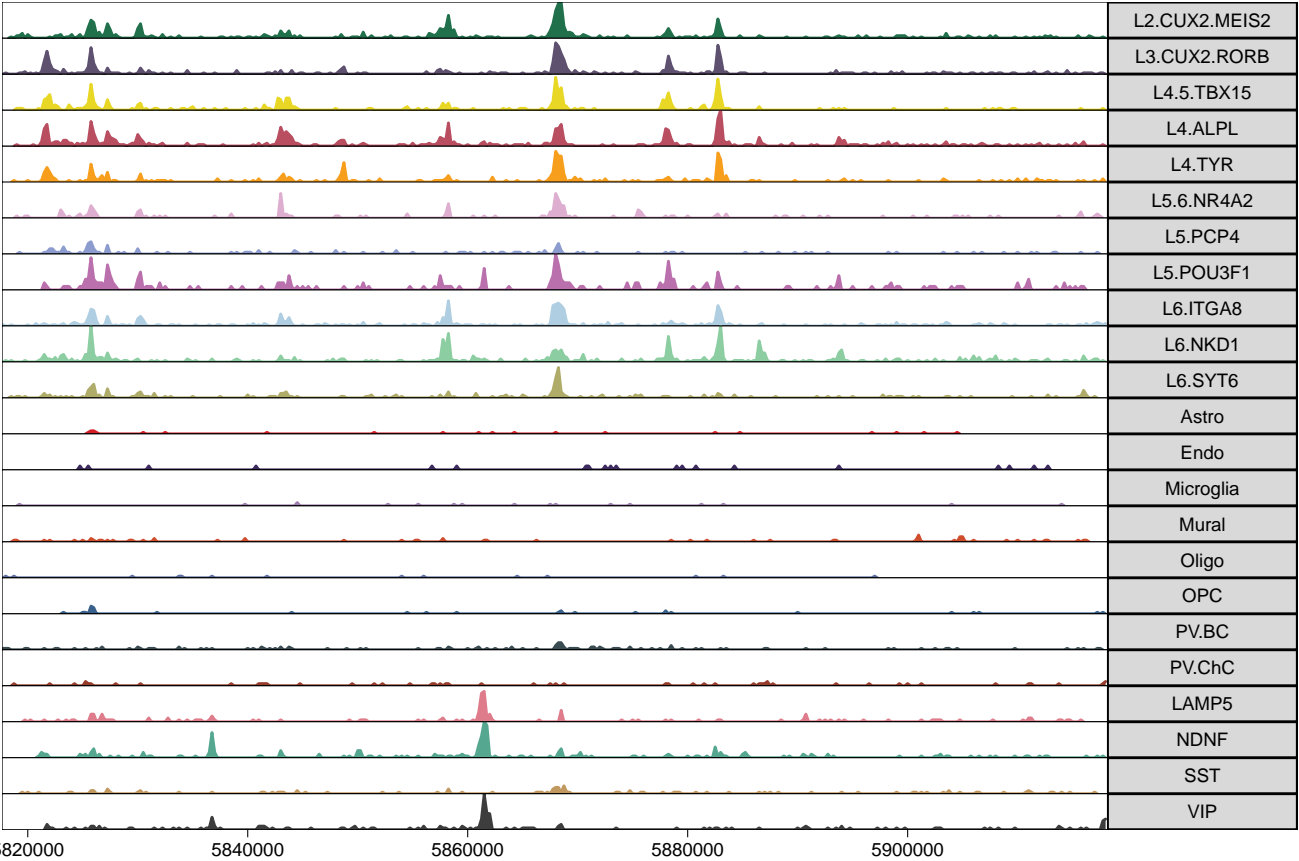 L2.CUX2.MEIS2
L3.CUX2.RORB
L4.5.TBX15
L4.ALPL
L4.TYR
L5.6.NR4A2
L5.PCP4
L5.POU3F1
L6.ITGA8
L6.NKD1
L6.SYT6
Astro
Endo
Microglia
Mural
Oligo
OPC
PV.BC
PV.ChC
LAMP5
NDNF
SST
VIP
5820000 5840000 5860000 5880000 5900000